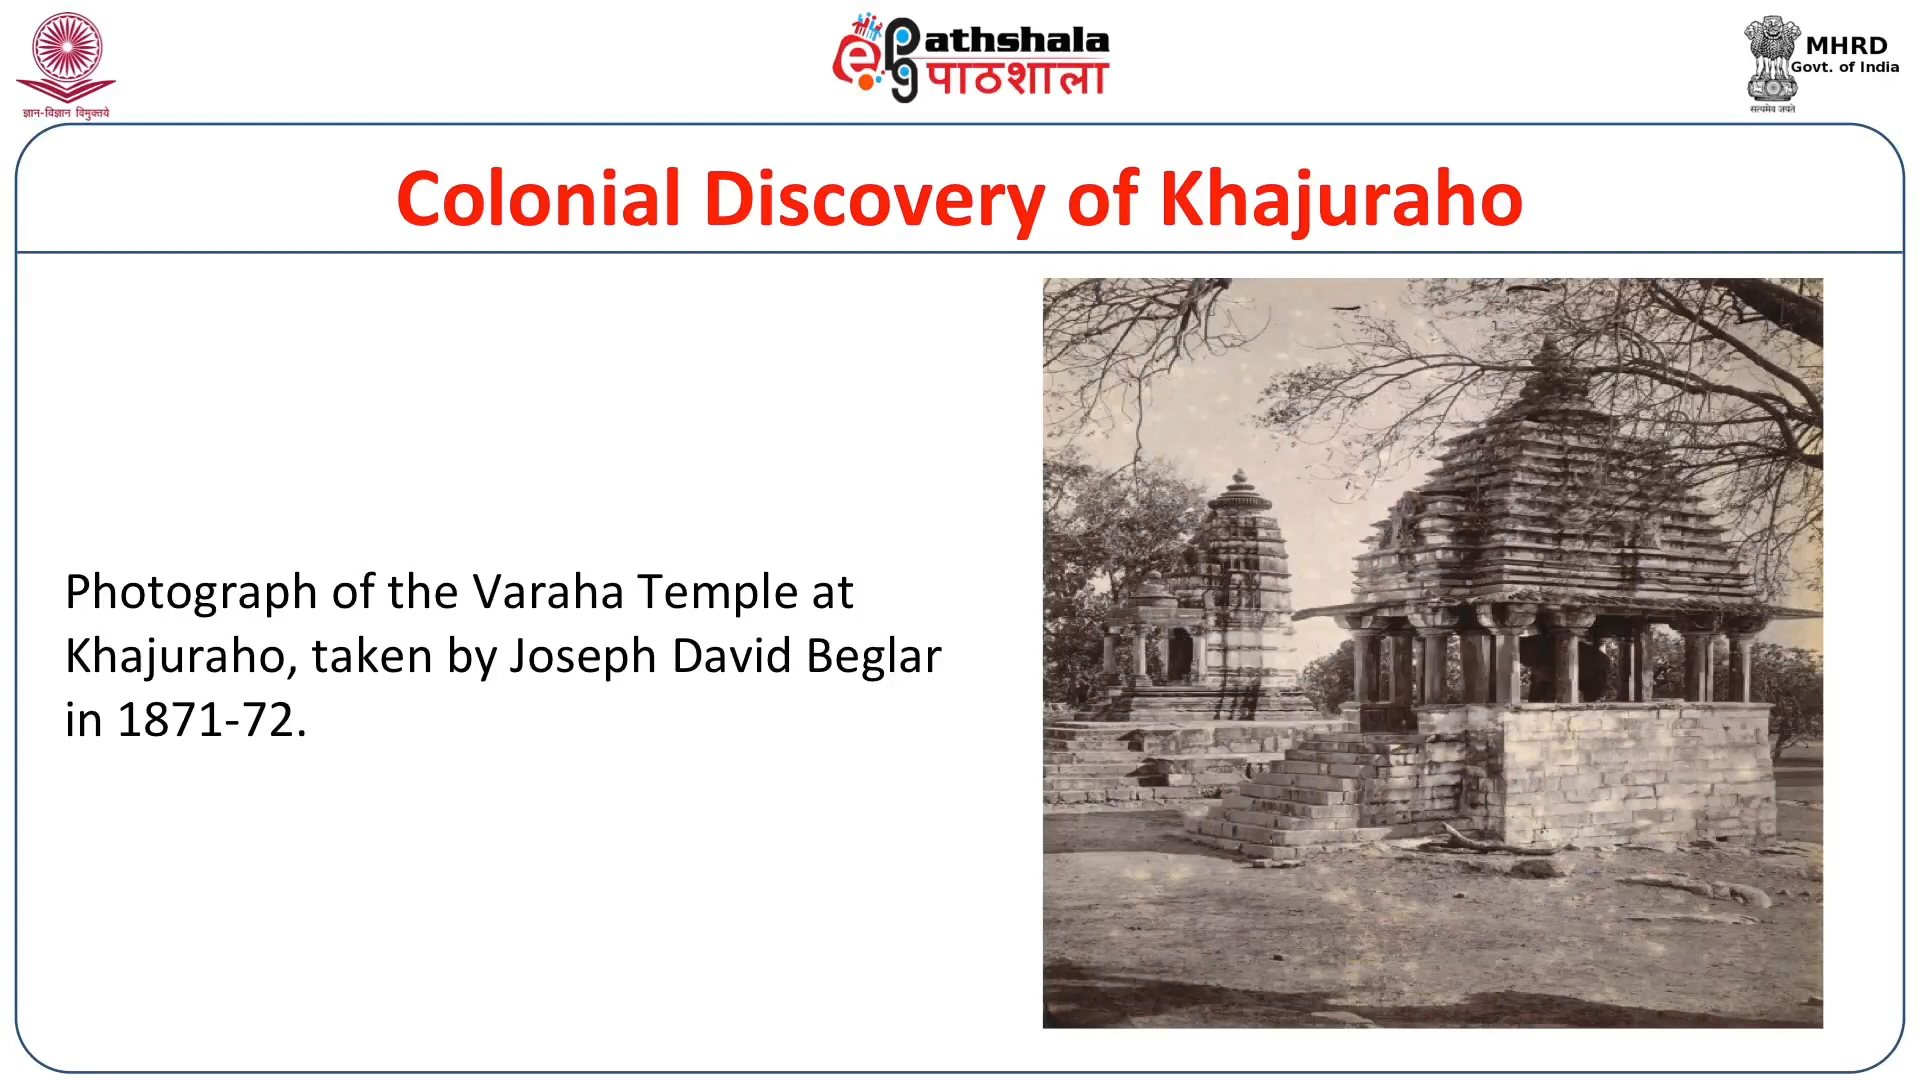 ज्ञान-विज्ञान विमुक्तये
ePG Pathshala
पाठशाला
MHRD
Govt. of India
सत्यमेव जयते
Colonial Discovery of Khajuraho
Photograph of the Varaha Temple at
Khajuraho, taken by Joseph David Beglar
in 1871-72.